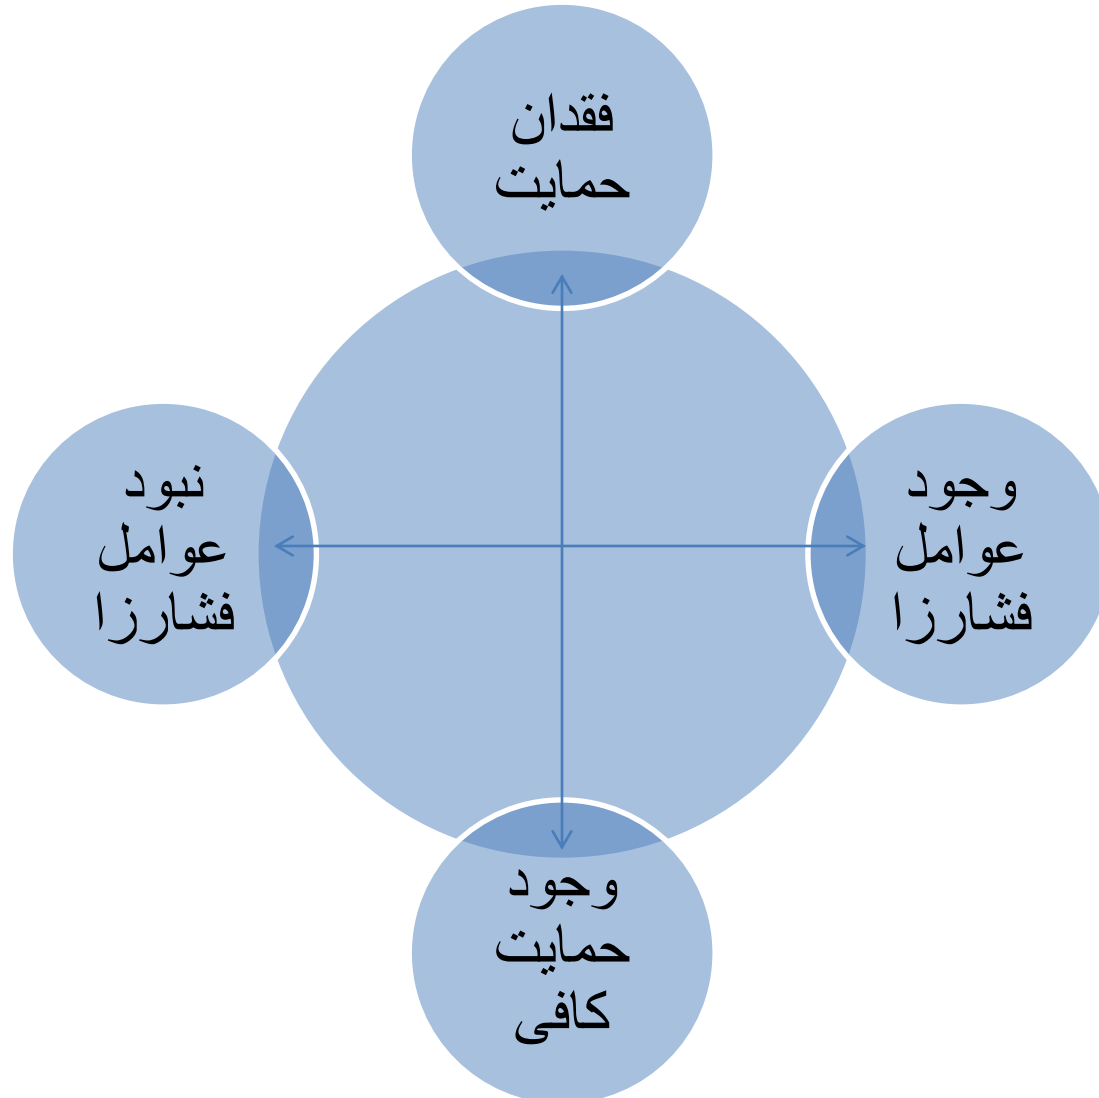 فقدان
حمایت
وجود
عوامل
فشارزا
نبود
عوامل
فشارزا
وجود
حمایت
کافی